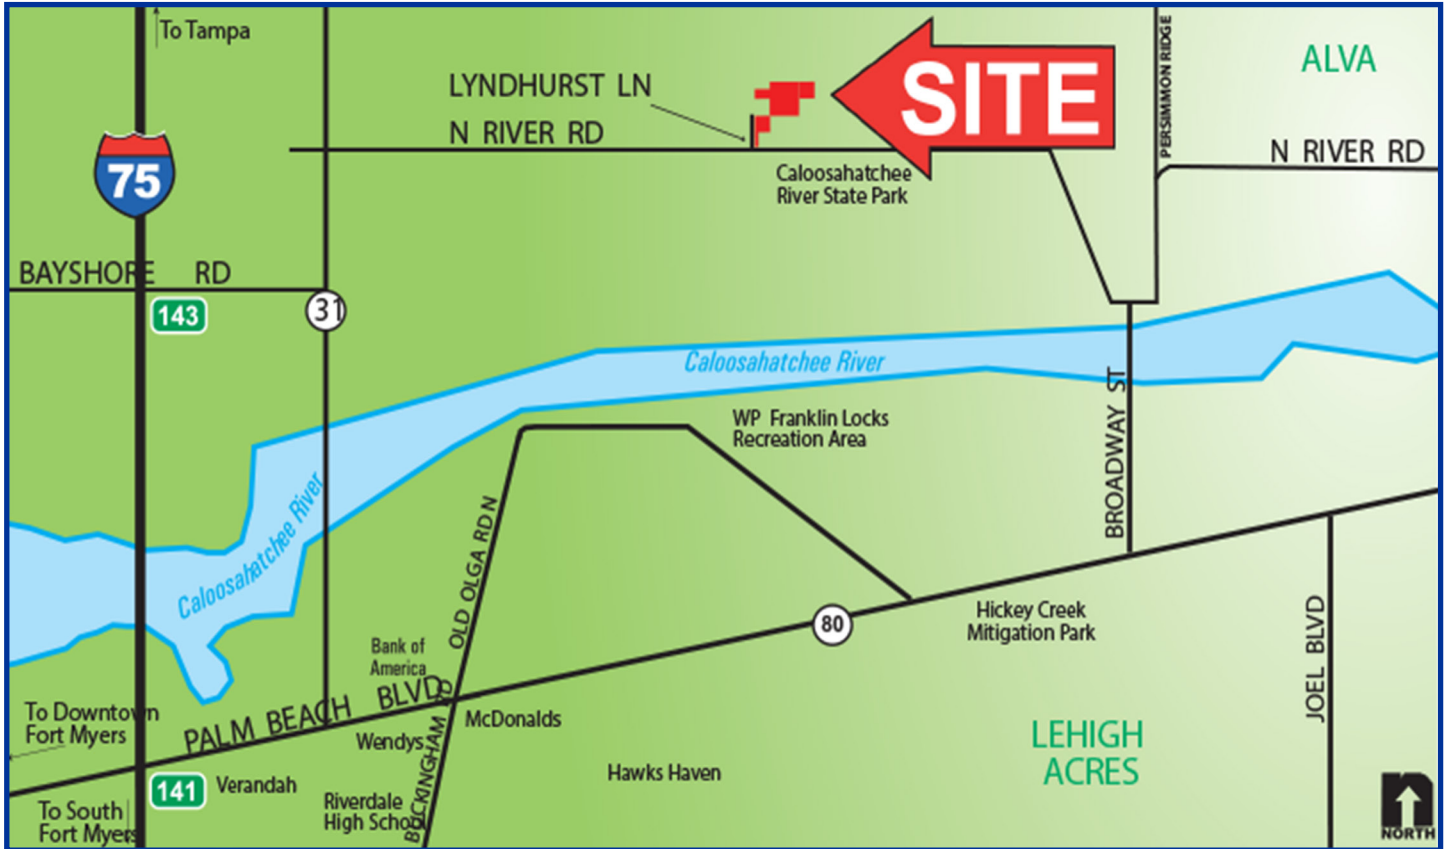 To Tampa
PERSIMMON RIDGE
ALVA
LYNDHURST LN
SITE
N RIVER RD
N RIVER RD
75
Caloosahatchee
River State Park
BAYSHORE RD
143
31
Caloosahatchee River
BROADWAY ST
WP Franklin Locks
Recreation Area
Caloosahatchee River
OLD OLGA RD N
80
Hickey Creek
Mitigation Park
JOEL BLVD
Bank of
America
To Downtown
Fort Myers
PALM BEACH BLVD
BUCKINGHAM RD
McDonalds
Wendys
LEHIGH
ACRES
Hawks Haven
141
Verandah
Riverdale
High School
To South
Fort Myers
n
NORTH